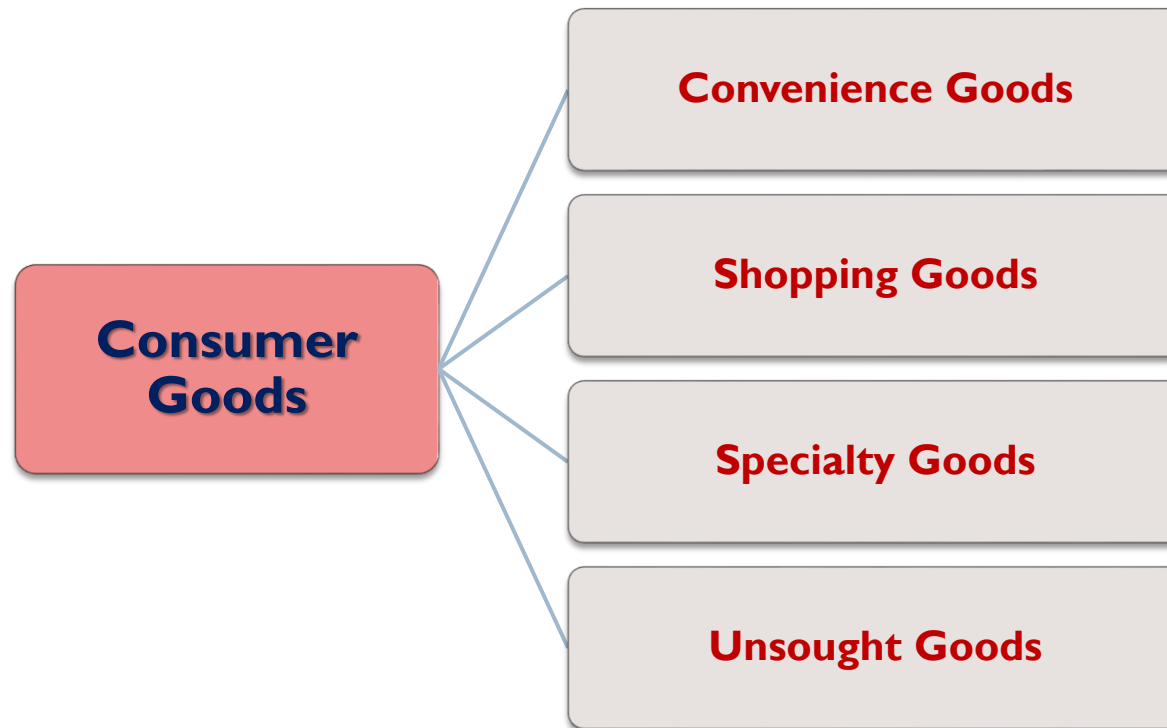 Consumer
Goods
Convenience Goods
Shopping Goods
Specialty Goods
Unsought Goods